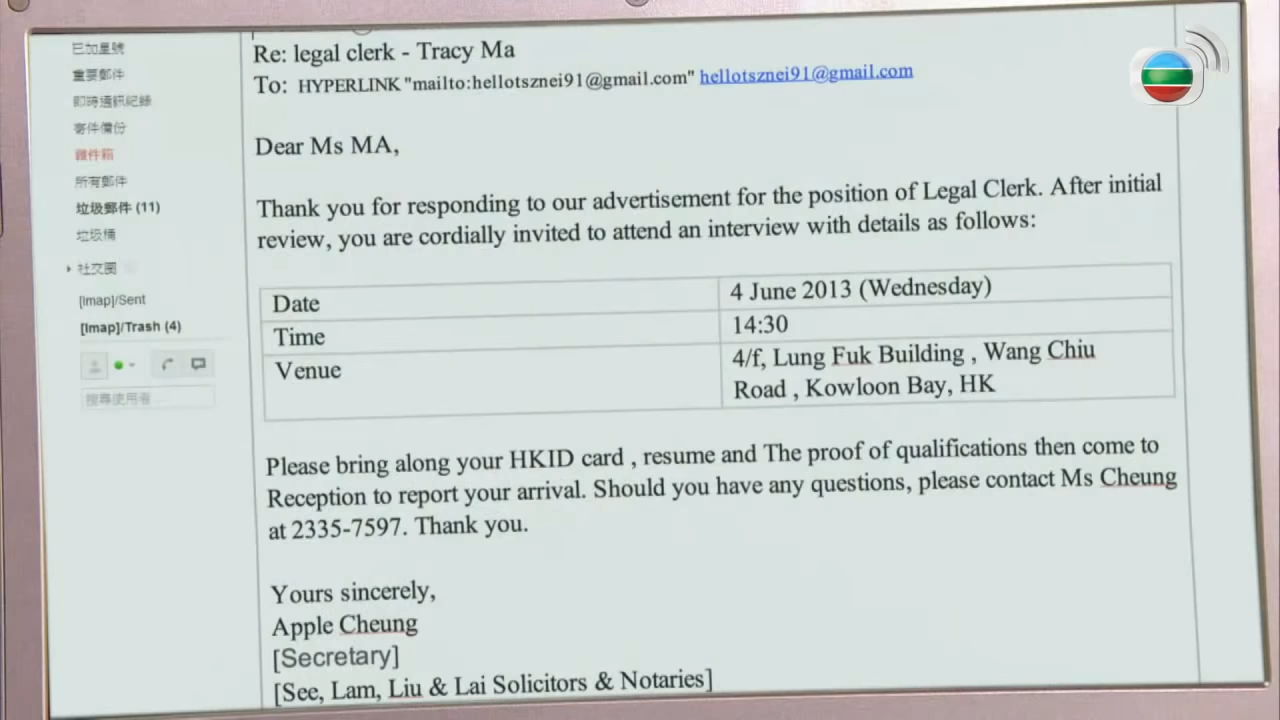 已加星號
重要郵件
即時通訊紀錄
寄件備份
雜件箱
所有郵件
垃圾郵件 (11)
垃圾桶
社交圈
[Imap]/Sent
[Imap]/Trash (4)
搜尋使用者
Re: legal clerk - Tracy Ma
To: HYPERLINK "mailto:hellotsznei91@gmail.com" hellotsznei91@gmail.com
Dear Ms MA,
Thank you for responding to our advertisement for the position of Legal Clerk. After initial
review, you are cordially invited to attend an interview with details as follows:
Date 4 June 2013 (Wednesday)
Time 14:30
Venue 4/f, Lung Fuk Building , Wang Chiu
Road , Kowloon Bay, HK
Please bring along your HKID card , resume and The proof of qualifications then come to
Reception to report your arrival. Should you have any questions, please contact Ms Cheung
at 2335-7597. Thank you.
Yours sincerely,
Apple Cheung
[Secretary]
[See, Lam, Liu & Lai Solicitors & Notaries]